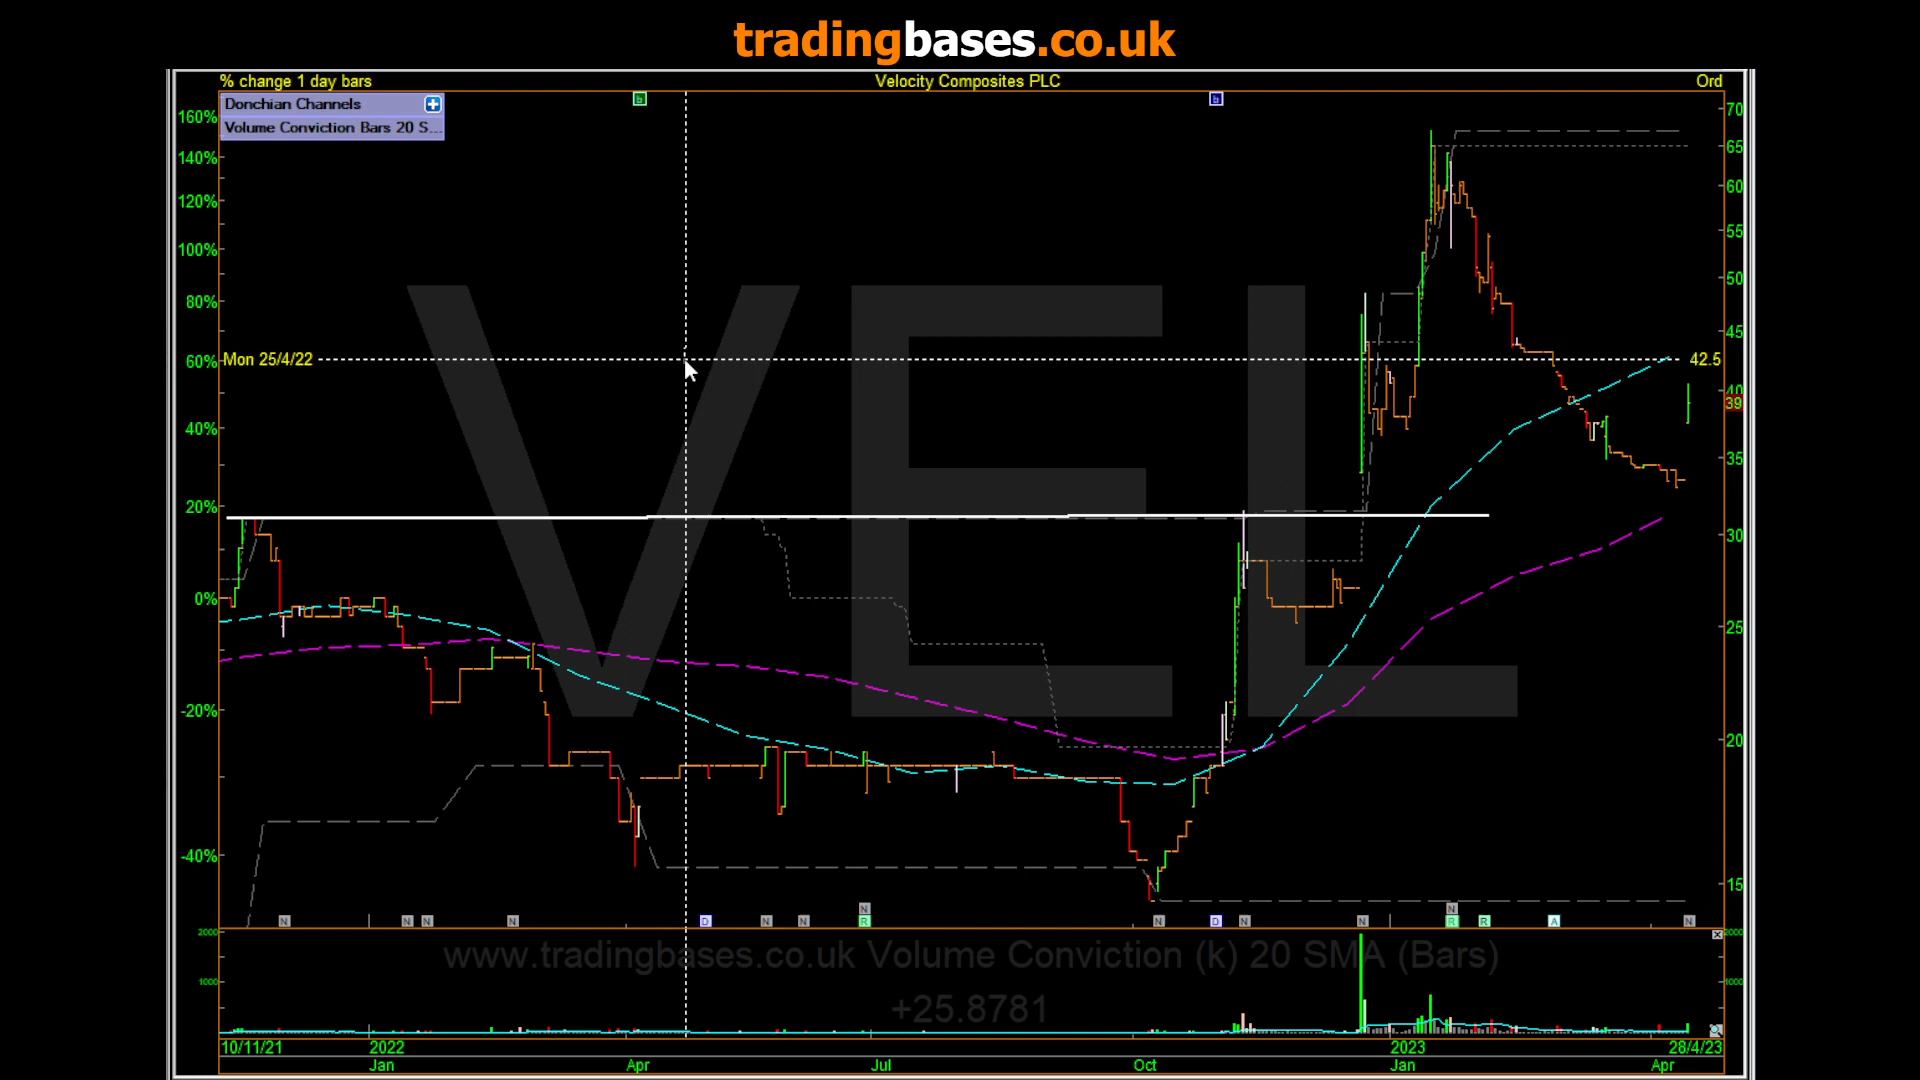 tradingbases.co.uk
% change 1 day bars Velocity Composites PLC Ord
Donchian Channels
Volume Conviction Bars 20 S...
b b
160% 70
140% 65
120% 60
100% 55
80% 50
45
60% Mon 25/4/22 42.5
40
39
40%
35
20%
30
0%
25
-20%
20
-40%
15
VEL
N N
N N N N D N N R N D N N R R A N
2000 2000
www.tradingbases.co.uk Volume Conviction (k) 20 SMA (Bars)
1000 1000
+25.8781
10/11/21 2022 2023 28/4/23
Jan Apr Jul Oct Jan Apr